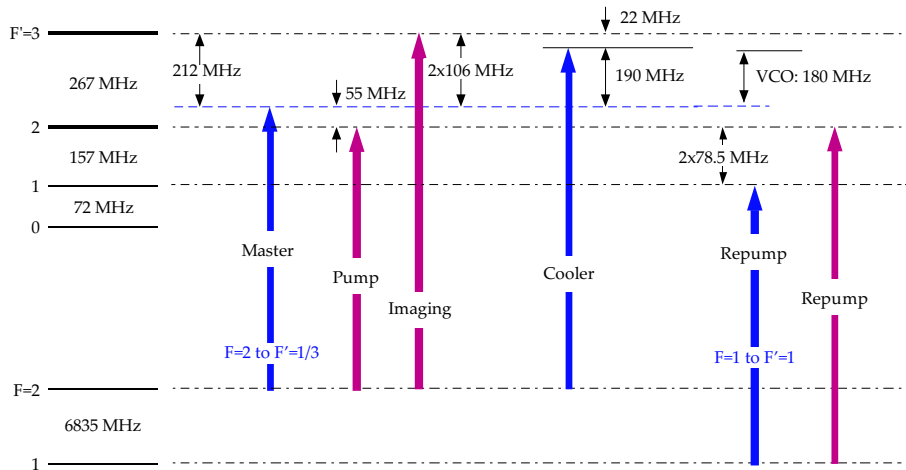 22 MHz
F'=3
212 MHz
2x106 MHz
190 MHz
VCO: 180 MHz
267 MHz
55 MHz
2
157 MHz
2x78.5 MHz
1
72 MHz
0
Master
Pump
Imaging
Cooler
Repump
Repump
F=2 to F'=1/3
F=1 to F'=1
F=2
6835 MHz
1